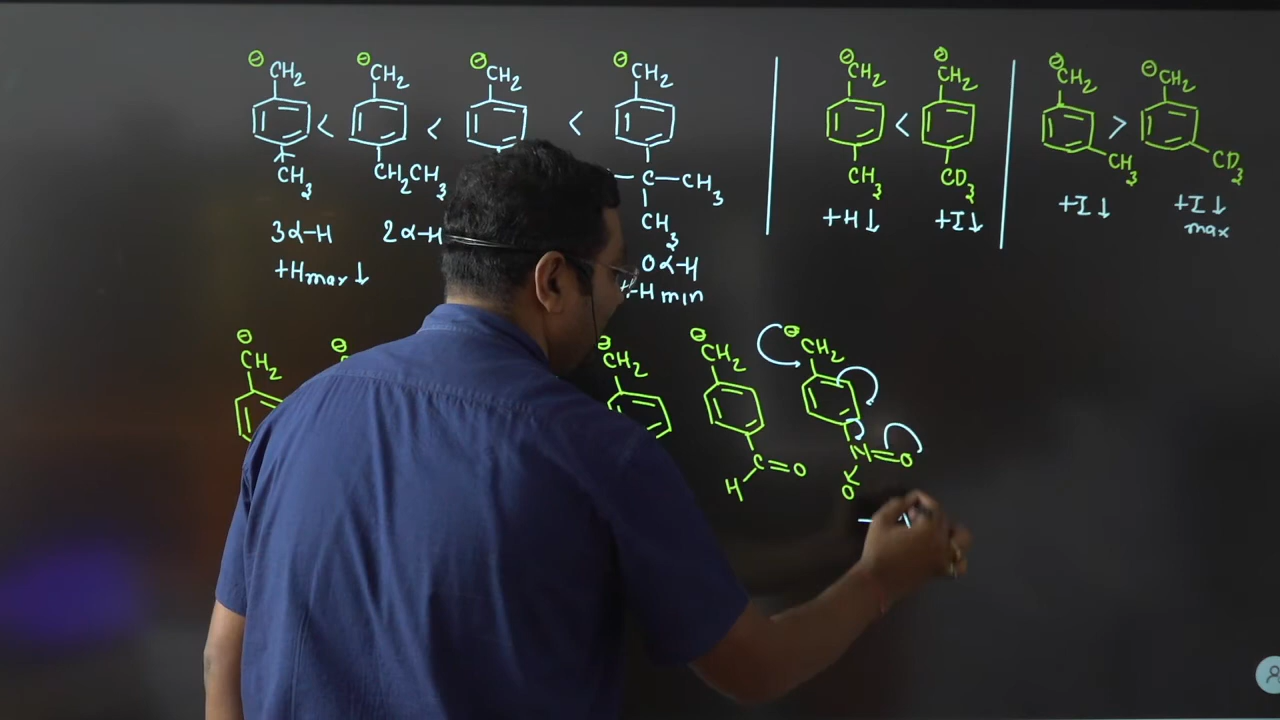 ⊖CH₂ ⊖CH₂ ⊖CH₂ ⊖CH₂ ⊖CH₂ ⊖CH₂ ⊖CH₂ ⊖CH₂
< < < < >
CH₃ CH₂CH₃ —C—CH₃ CH₃ CD₃ CH₃ CD₃
CH₃
+H↓ +I↓ +I↓ +I↓
max
3α-H 2α-H 0α-H
+Hmax↓ +H min
⊖CH₂ ⊖ ⊖CH₂ ⊖CH₂ ⊖CH₂
H C=O N=O
O